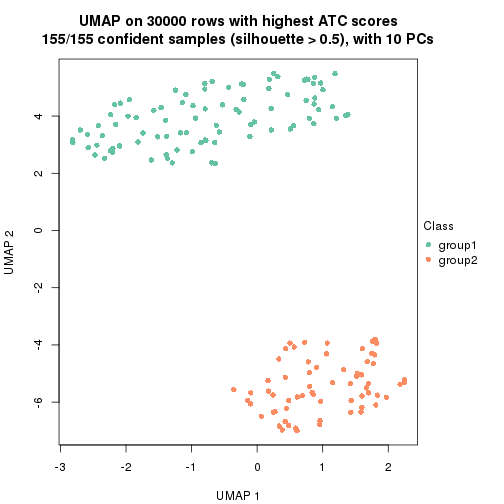 UMAP on 30000 rows with highest ATC scores
155/155 confident samples (silhouette > 0.5), with 10 PCs
UMAP 2
4
2
0
-2
-4
-6
-3
-2
-1
0
1
2
UMAP 1
Class
group1
group2